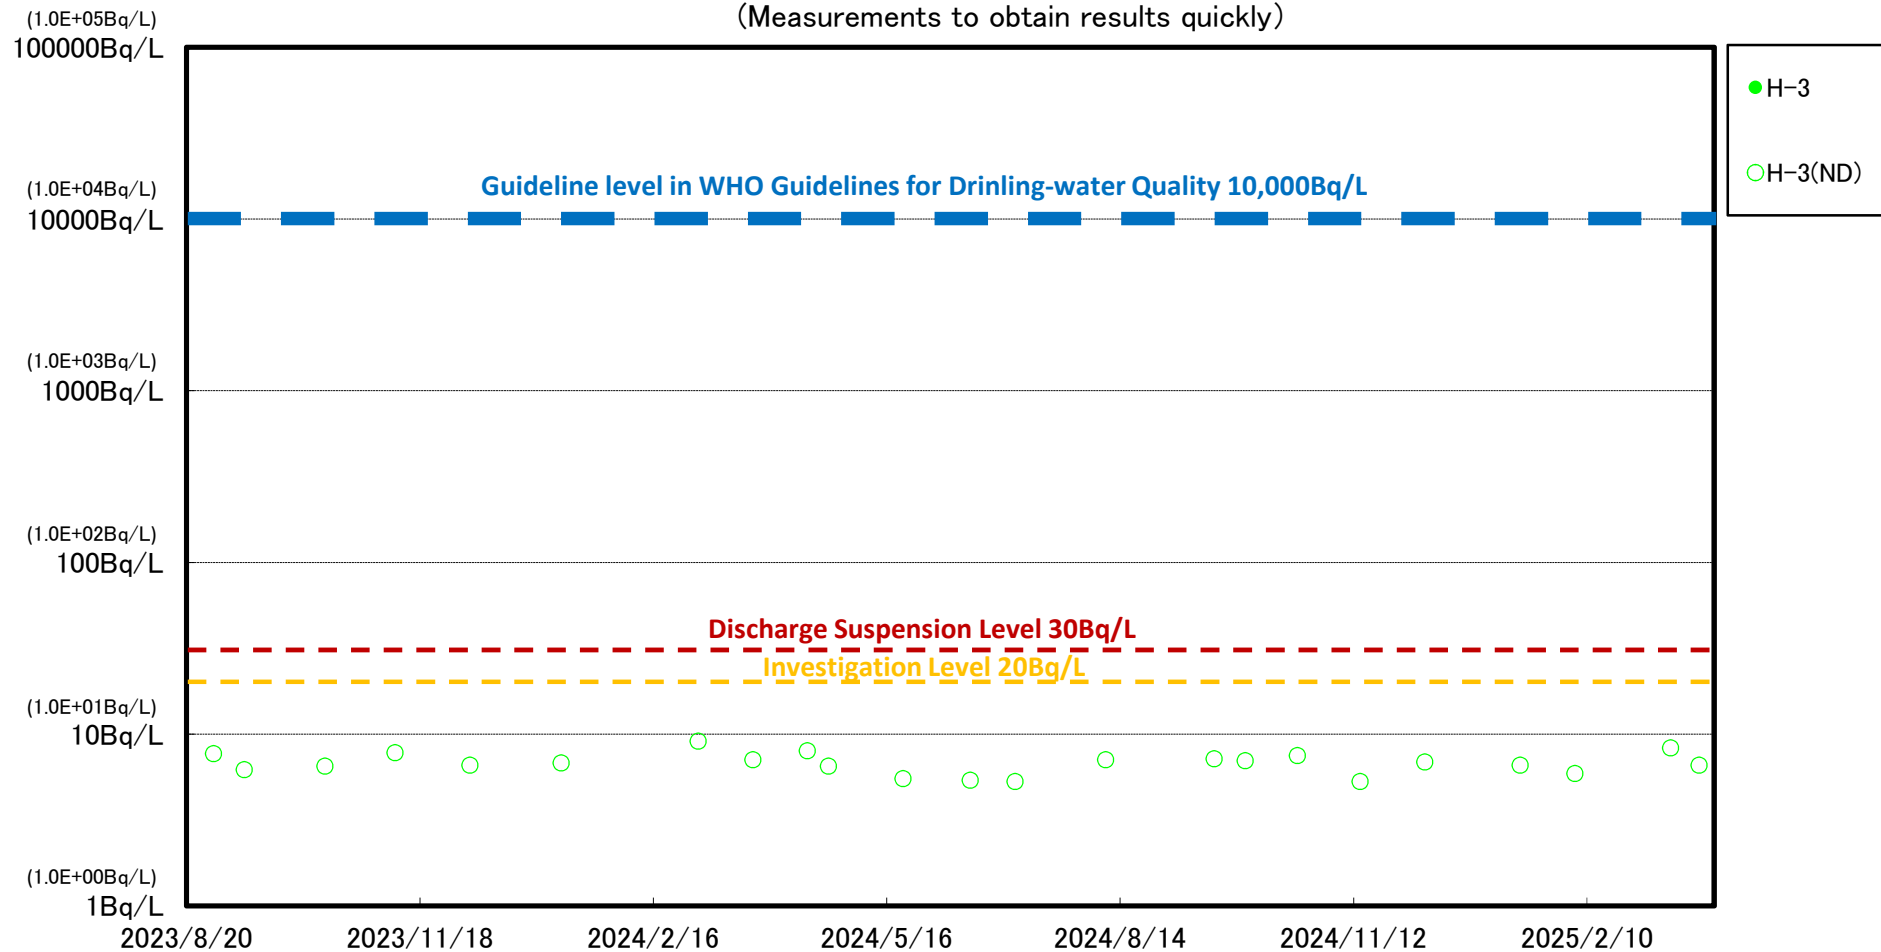 (Measurements to obtain results quickly)
(1.0E+05Bq/L)
100000Bq/L
(1.0E+04Bq/L)
10000Bq/L
(1.0E+03Bq/L)
1000Bq/L
(1.0E+02Bq/L)
100Bq/L
(1.0E+01Bq/L)
10Bq/L
(1.0E+00Bq/L)
1Bq/L
Guideline level in WHO Guidelines for Drinling-water Quality 10,000Bq/L
Discharge Suspension Level 30Bq/L
Investigation Level 20Bq/L
2023/8/20 2023/11/18 2024/2/16 2024/5/16 2024/8/14 2024/11/12 2025/2/10
H-3
H-3(ND)